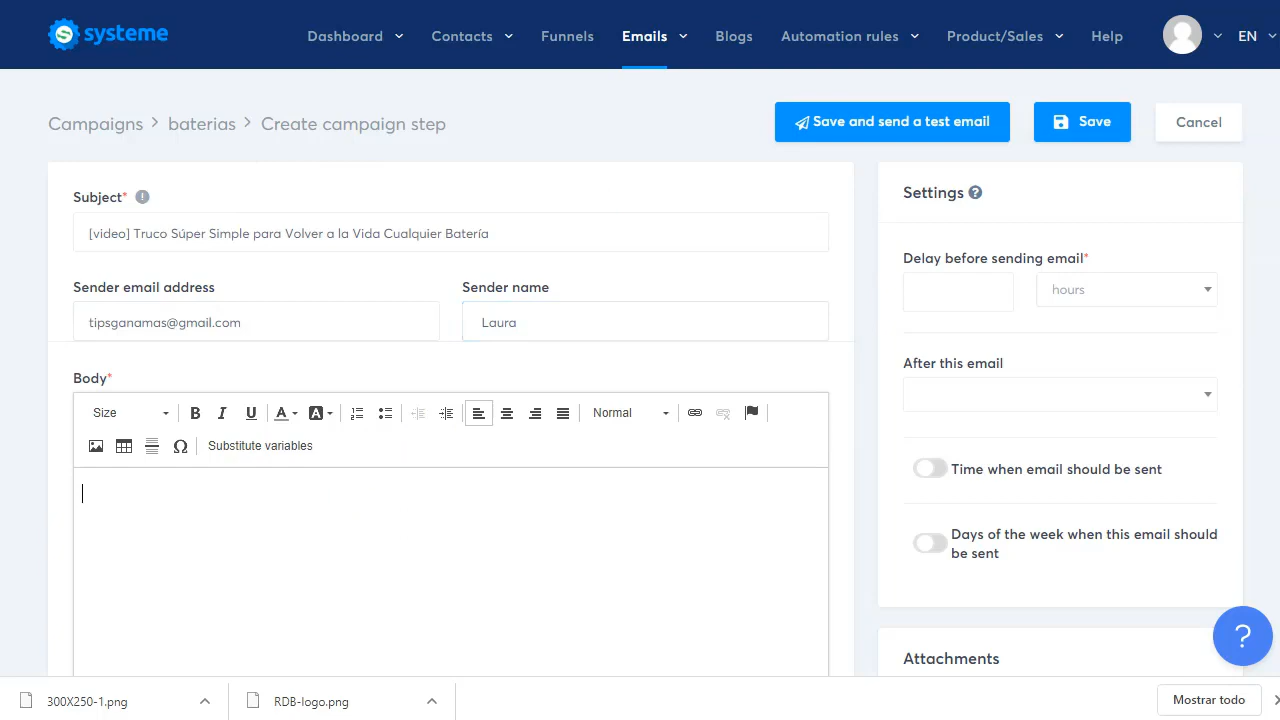 systeme
Dashboard Contacts Funnels Emails Blogs Automation rules Product/Sales Help EN
Campaigns > baterias > Create campaign step
Save and send a test email
Save
Cancel
Subject*
[video] Truco Súper Simple para Volver a la Vida Cualquier Batería
Sender email address
Sender name
tipsganamas@gmail.com
Laura
Body*
Size B I U A A Normal
Ω Substitute variables
Settings ?
Delay before sending email*
hours
After this email
Time when email should be sent
Days of the week when this email should
be sent
Attachments
?
300X250-1.png
RDB-logo.png
Mostrar todo